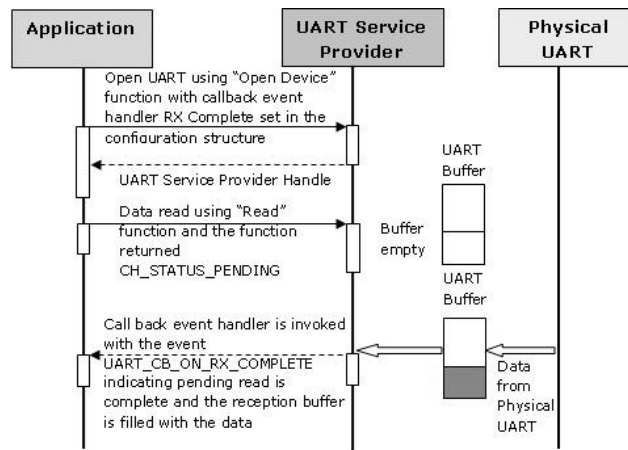 Application
UART Service
Provider
Physical
UART
Open UART using “Open Device”
function with callback event
handler RX Complete set in the
configuration structure
UART Service Provider Handle
UART
Buffer
Data read using “Read”
function and the function
returned
CH_STATUS_PENDING
Buffer
empty
UART
Buffer
Call back event handler is invoked
with the event
UART_CB_ON_RX_COMPLETE
indicating pending read is
complete and the reception buffer
is filled with the data
Data
from
Physical
UART